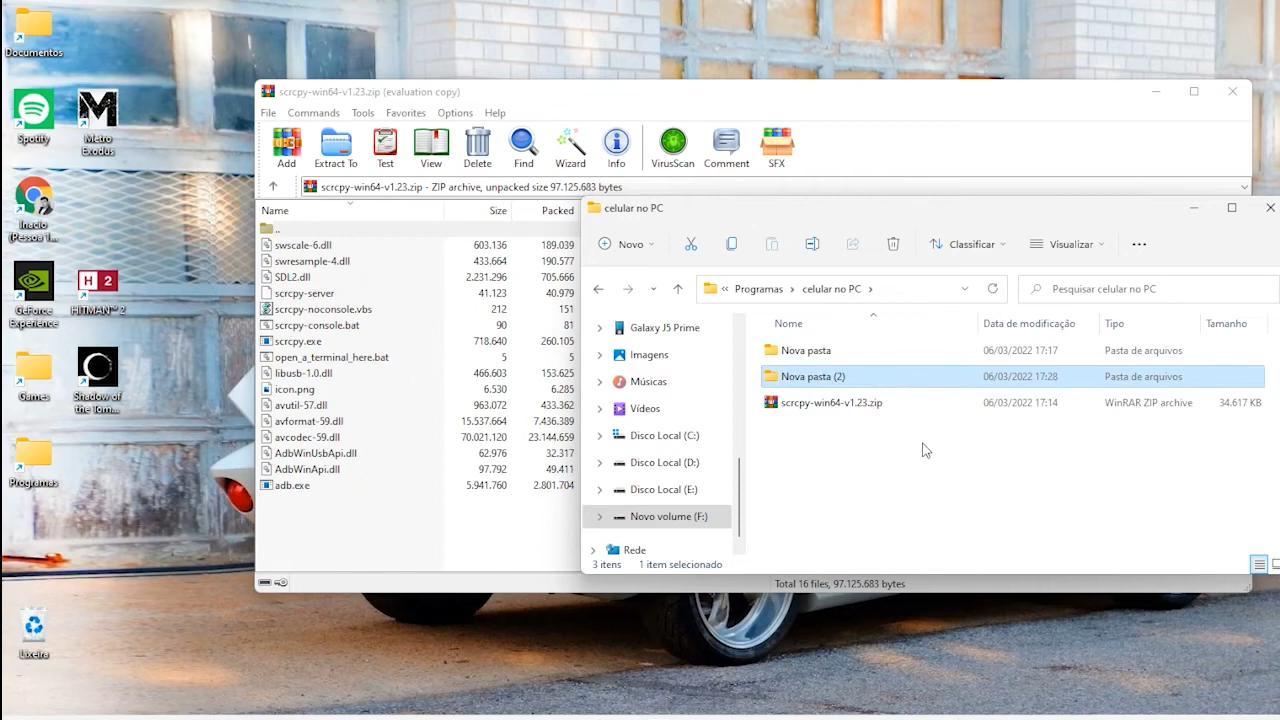 Documentos
Spotify
Metro
Exodus
Inacio
(Pessoa 1...
GeForce
Experience
HITMAN™ 2
Games
Shadow of
the Tom...
Programas
Lixeira
scrcpy-win64-v1.23.zip (evaluation copy)
File Commands Tools Favorites Options Help
Add Extract To Test View Delete Find Wizard Info VirusScan Comment SFX
scrcpy-win64-v1.23.zip - ZIP archive, unpacked size 97.125.683 bytes
Name Size Packed
..
swscale-6.dll 603.136 189.039
swresample-4.dll 433.664 190.577
SDL2.dll 2.231.296 705.666
scrcpy-server 41.123 40.979
scrcpy-noconsole.vbs 212 151
scrcpy-console.bat 90 81
scrcpy.exe 718.640 260.105
open_a_terminal_here.bat 5 5
libusb-1.0.dll 466.603 153.625
icon.png 6.530 6.285
avutil-57.dll 963.072 433.362
avformat-59.dll 15.537.664 7.436.389
avcodec-59.dll 70.021.120 23.144.659
AdbWinUsbApi.dll 62.976 32.317
AdbWinApi.dll 97.792 49.411
adb.exe 5.941.760 2.801.704
Total 16 files, 97.125.683 bytes
celular no PC
Novo Classificar Visualizar
Programas celular no PC Pesquisar celular no PC
Galaxy J5 Prime
Imagens
Músicas
Vídeos
Disco Local (C:)
Disco Local (D:)
Disco Local (E:)
Novo volume (F:)
Rede
Nome Data de modificação Tipo Tamanho
Nova pasta 06/03/2022 17:17 Pasta de arquivos
Nova pasta (2) 06/03/2022 17:28 Pasta de arquivos
scrcpy-win64-v1.23.zip 06/03/2022 17:14 WinRAR ZIP archive 34.617 KB
3 itens 1 item selecionado